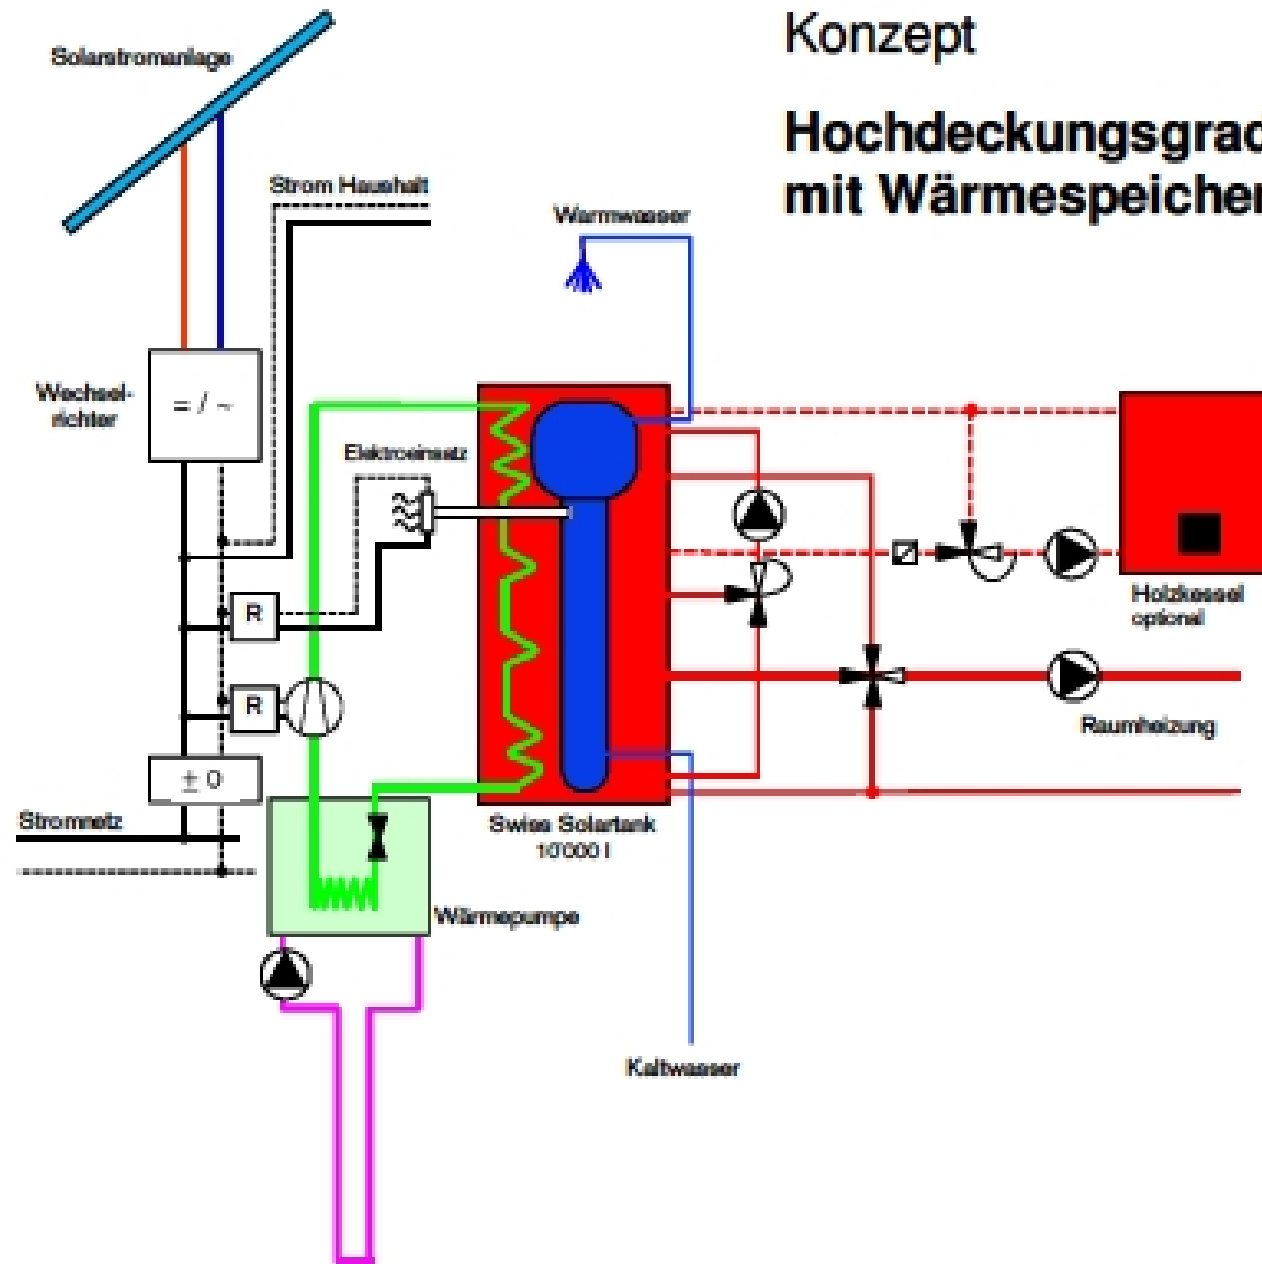 Konzept
Hochdeckungsgrad
mit Wärmespeicher
Solarstromanlage
Strom Haushalt
Warmwasser
Wechsel-
richter
= / ~
Elektroeinsatz
R
R
± 0
Stromnetz
Swiss Solartank
10'000 l
Wärmepumpe
Holzkessel
optional
Raumheizung
Kaltwasser